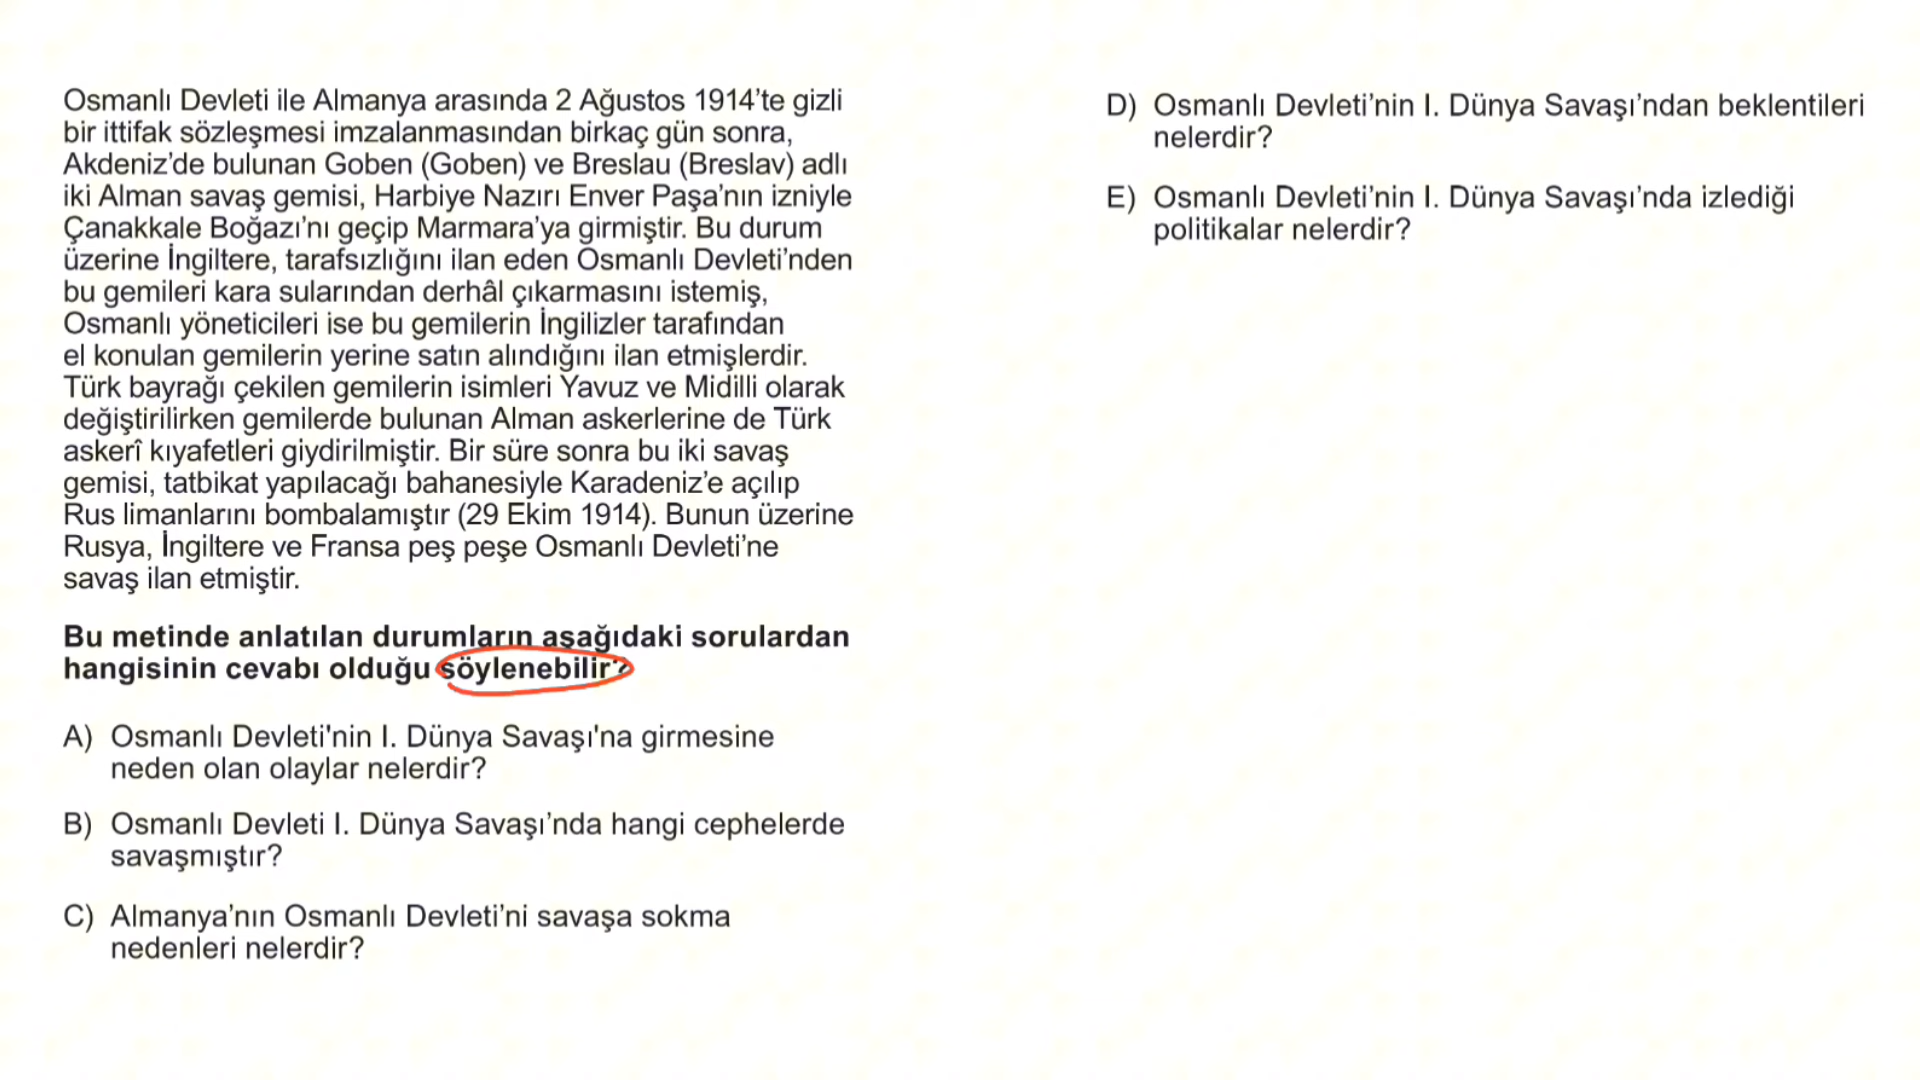 Osmanlı Devleti ile Almanya arasında 2 Ağustos 1914’te gizli
bir ittifak sözleşmesi imzalanmasından birkaç gün sonra,
Akdeniz’de bulunan Goben (Goben) ve Breslau (Breslav) adlı
iki Alman savaş gemisi, Harbiye Nazırı Enver Paşa’nın izniyle
Çanakkale Boğazı’nı geçip Marmara’ya girmiştir. Bu durum
üzerine İngiltere, tarafsızlığını ilan eden Osmanlı Devleti’nden
bu gemileri kara sularından derhâl çıkarmasını istemiş,
Osmanlı yöneticileri ise bu gemilerin İngilizler tarafından
el konulan gemilerin yerine satın alındığını ilan etmişlerdir.
Türk bayrağı çekilen gemilerin isimleri Yavuz ve Midilli olarak
değiştirilirken gemilerde bulunan Alman askerlerine de Türk
askerî kıyafetleri giydirilmiştir. Bir süre sonra bu iki savaş
gemisi, tatbikat yapılacağı bahanesiyle Karadeniz’e açılıp
Rus limanlarını bombalamıştır (29 Ekim 1914). Bunun üzerine
Rusya, İngiltere ve Fransa peş peşe Osmanlı Devleti’ne
savaş ilan etmiştir.
Bu metinde anlatılan durumların aşağıdaki sorulardan
hangisinin cevabı olduğu söylenebilir?
A) Osmanlı Devleti'nin I. Dünya Savaşı'na girmesine
neden olan olaylar nelerdir?
B) Osmanlı Devleti I. Dünya Savaşı’nda hangi cephelerde
savaşmıştır?
C) Almanya’nın Osmanlı Devleti’ni savaşa sokma
nedenleri nelerdir?
D) Osmanlı Devleti’nin I. Dünya Savaşı’ndan beklentileri
nelerdir?
E) Osmanlı Devleti’nin I. Dünya Savaşı’nda izlediği
politikalar nelerdir?